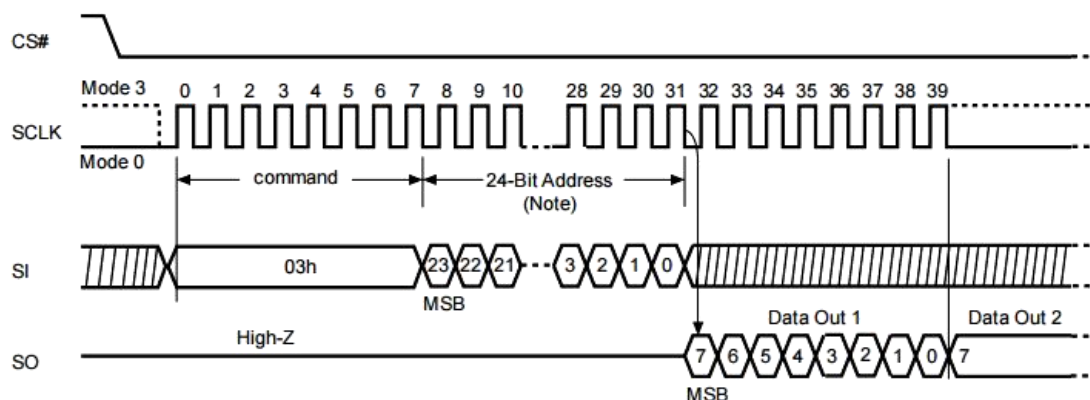 CS#
Mode 3
0 1 2 3 4 5 6 7 8 9 10 28 29 30 31 32 33 34 35 36 37 38 39
SCLK
Mode 0
command
24-Bit Address
(Note)
SI
03h
23 22 21 3 2 1 0
MSB
Data Out 1
Data Out 2
High-Z
SO
7 6 5 4 3 2 1 0 7
MSB